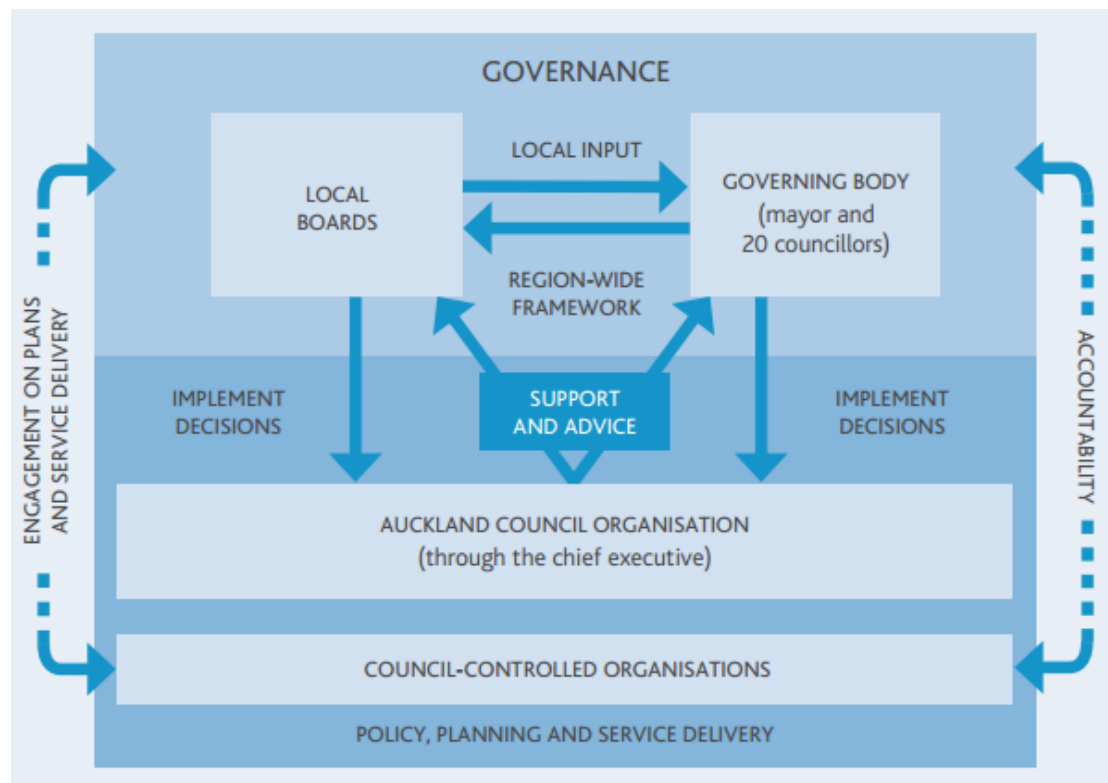 GOVERNANCE
LOCAL
BOARDS
LOCAL INPUT
GOVERNING BODY
(mayor and
20 councillors)
REGION-WIDE
FRAMEWORK
ENGAGEMENT ON PLANS
AND SERVICE DELIVERY
ACCOUNTABILITY
IMPLEMENT
DECISIONS
SUPPORT
AND ADVICE
IMPLEMENT
DECISIONS
AUCKLAND COUNCIL ORGANISATION
(through the chief executive)
COUNCIL-CONTROLLED ORGANISATIONS
POLICY, PLANNING AND SERVICE DELIVERY